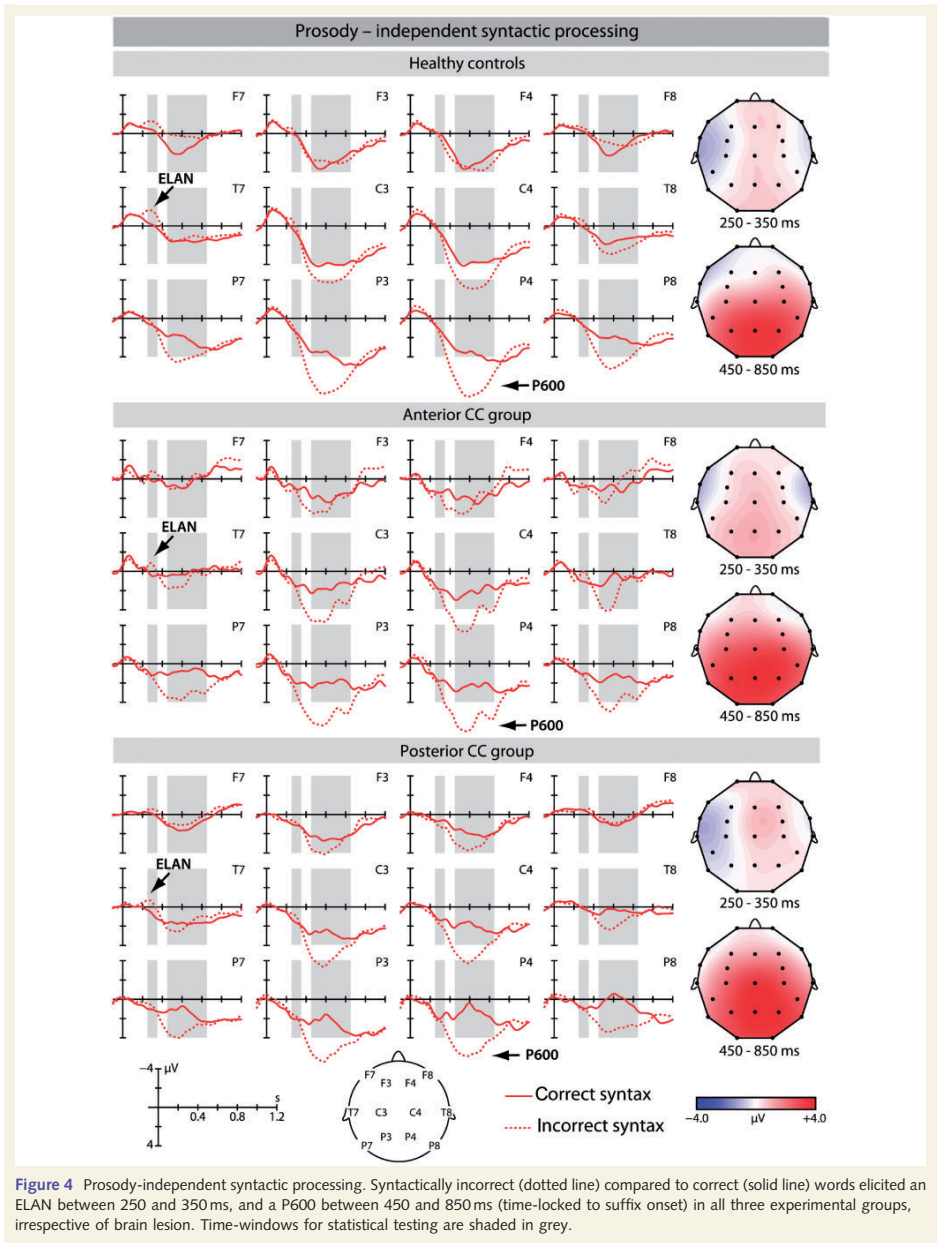 Prosody – independent syntactic processing
Healthy controls
F7 F3 F4 F8
ELAN
T7 C3 C4 T8
250 - 350 ms
P7 P3 P4 P8
450 - 850 ms
P600
Anterior CC group
F7 F3 F4 F8
ELAN
T7 C3 C4 T8
250 - 350 ms
P7 P3 P4 P8
450 - 850 ms
P600
Posterior CC group
F7 F3 F4 F8
ELAN
T7 C3 C4 T8
250 - 350 ms
P7 P3 P4 P8
450 - 850 ms
P600
−4 µV
s
0.4 0.8 1.2
4
F7 F3 F4 F8
T7 C3 C4 T8
P7 P3 P4 P8
Correct syntax
Incorrect syntax
−4.0 µV +4.0
Figure 4 Prosody-independent syntactic processing. Syntactically incorrect (dotted line) compared to correct (solid line) words elicited an
ELAN between 250 and 350 ms, and a P600 between 450 and 850 ms (time-locked to suffix onset) in all three experimental groups,
irrespective of brain lesion. Time-windows for statistical testing are shaded in grey.